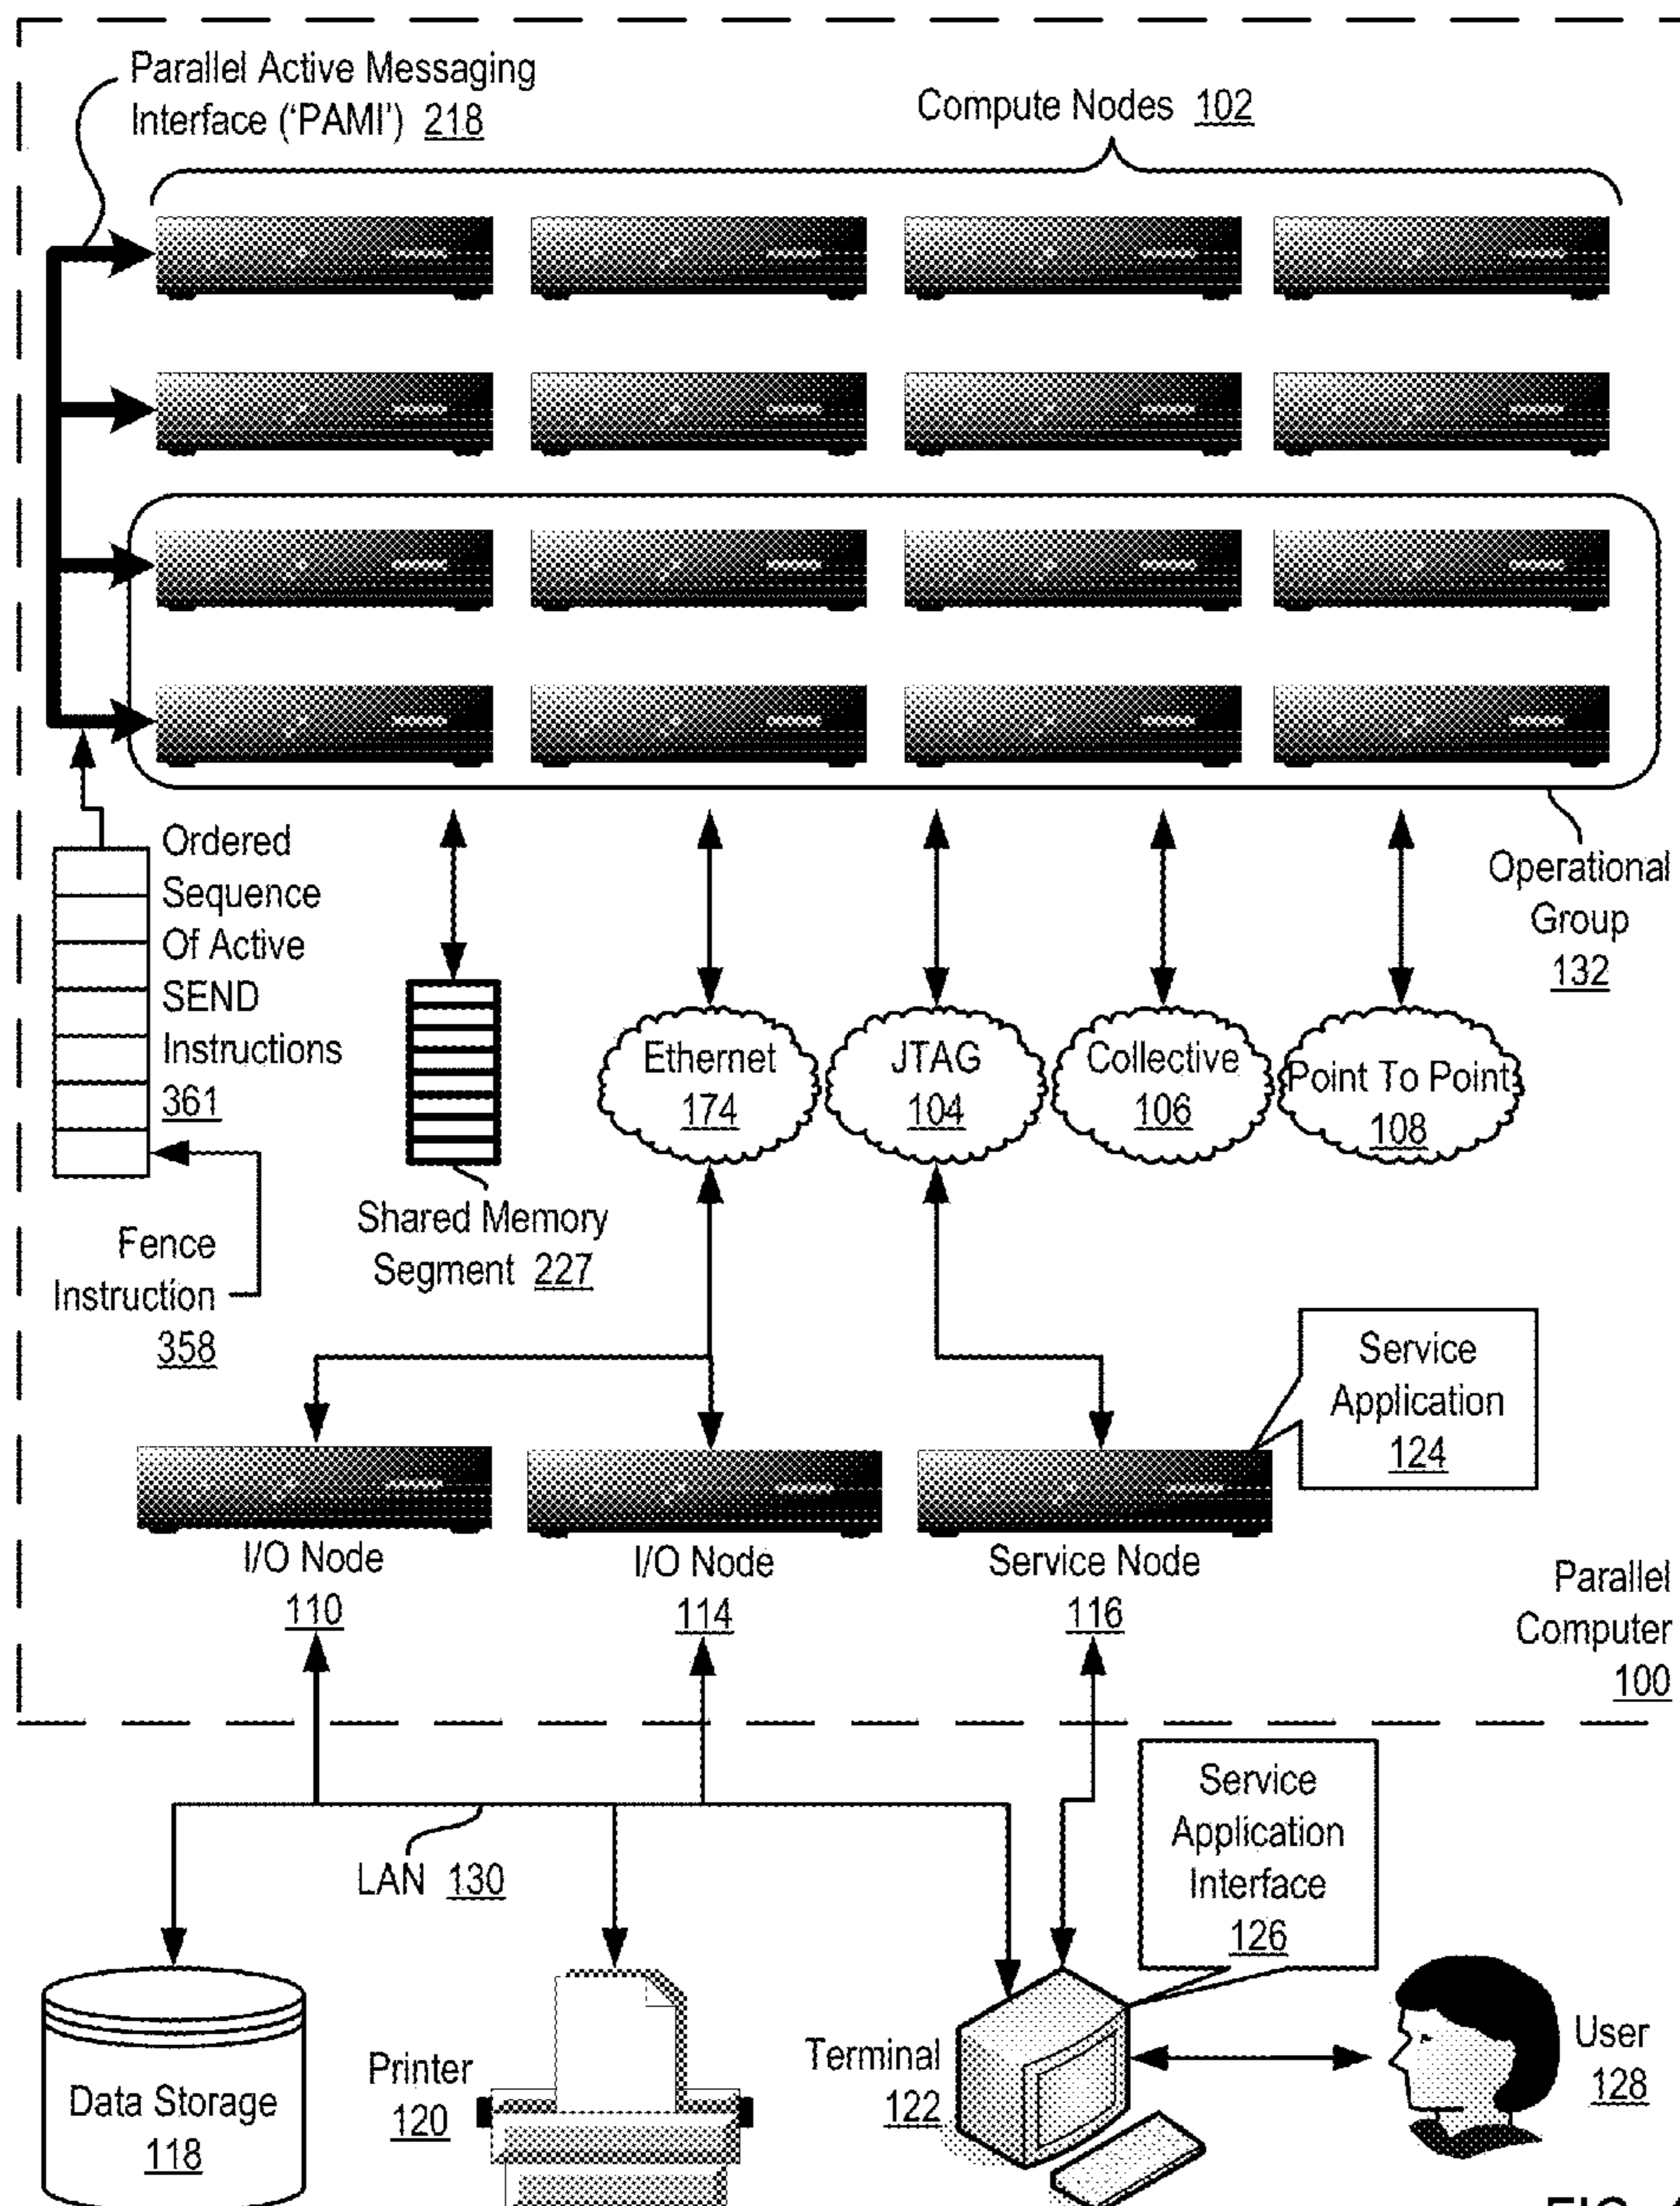 Parallel Active Messaging
Interface ('PAMI') 218
Compute Nodes 102
Ordered
Sequence
Of Active
SEND
Instructions
361
Operational
Group
132
Ethernet
174
JTAG
104
Collective
106
Point To Point
108
Shared Memory
Segment 227
Fence
Instruction
358
Service
Application
124
I/O Node
110
I/O Node
114
Service Node
116
Parallel
Computer
100
LAN 130
Service
Application
Interface
126
Data Storage
118
Printer
120
Terminal
122
User
128